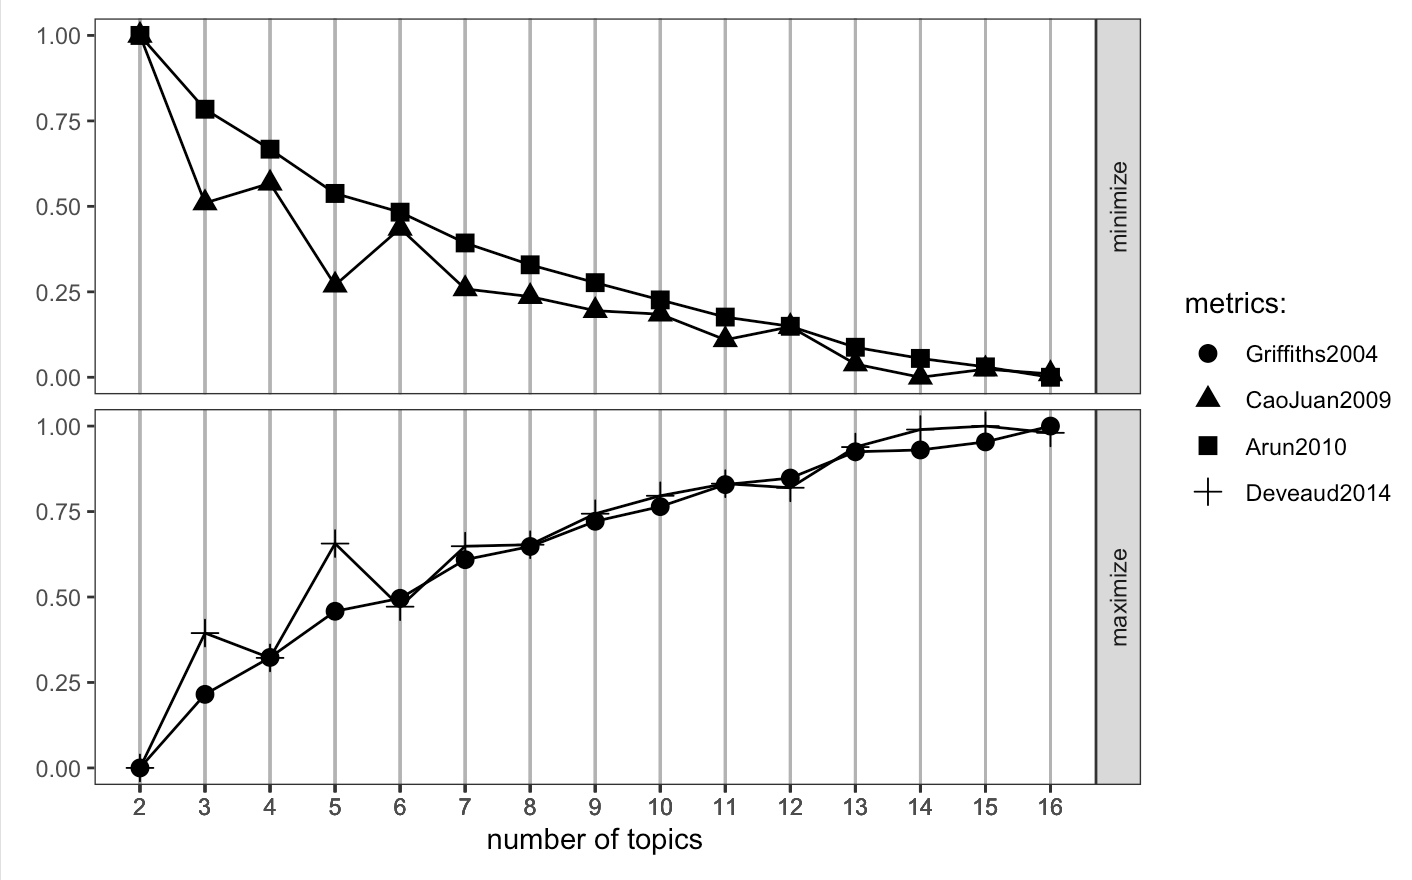 1.00
0.75
0.50
0.25
0.00
minimize
1.00
0.75
0.50
0.25
0.00
maximize
2 3 4 5 6 7 8 9 10 11 12 13 14 15 16
number of topics
metrics:
Griffiths2004
CaoJuan2009
Arun2010
Deveaud2014